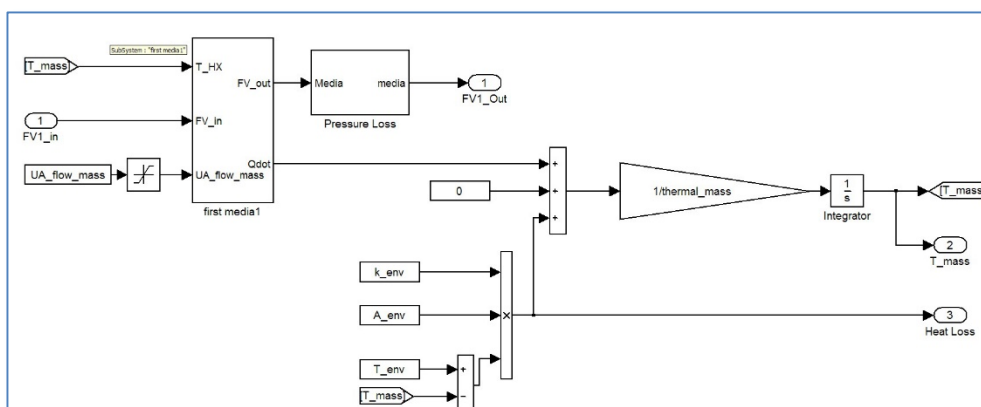 SubSystem : "first media1"
[T_mass]
T_HX
FV_out
Media
media
1
FV1_Out
Pressure Loss
1
FV1_in
FV_in
UA_flow_mass
Qdot
UA_flow_mass
first media1
0
+
+
+
1/thermal_mass
1
s
Integrator
[T_mass]
2
T_mass
k_env
A_env
×
3
Heat Loss
T_env
+
[T_mass]
−